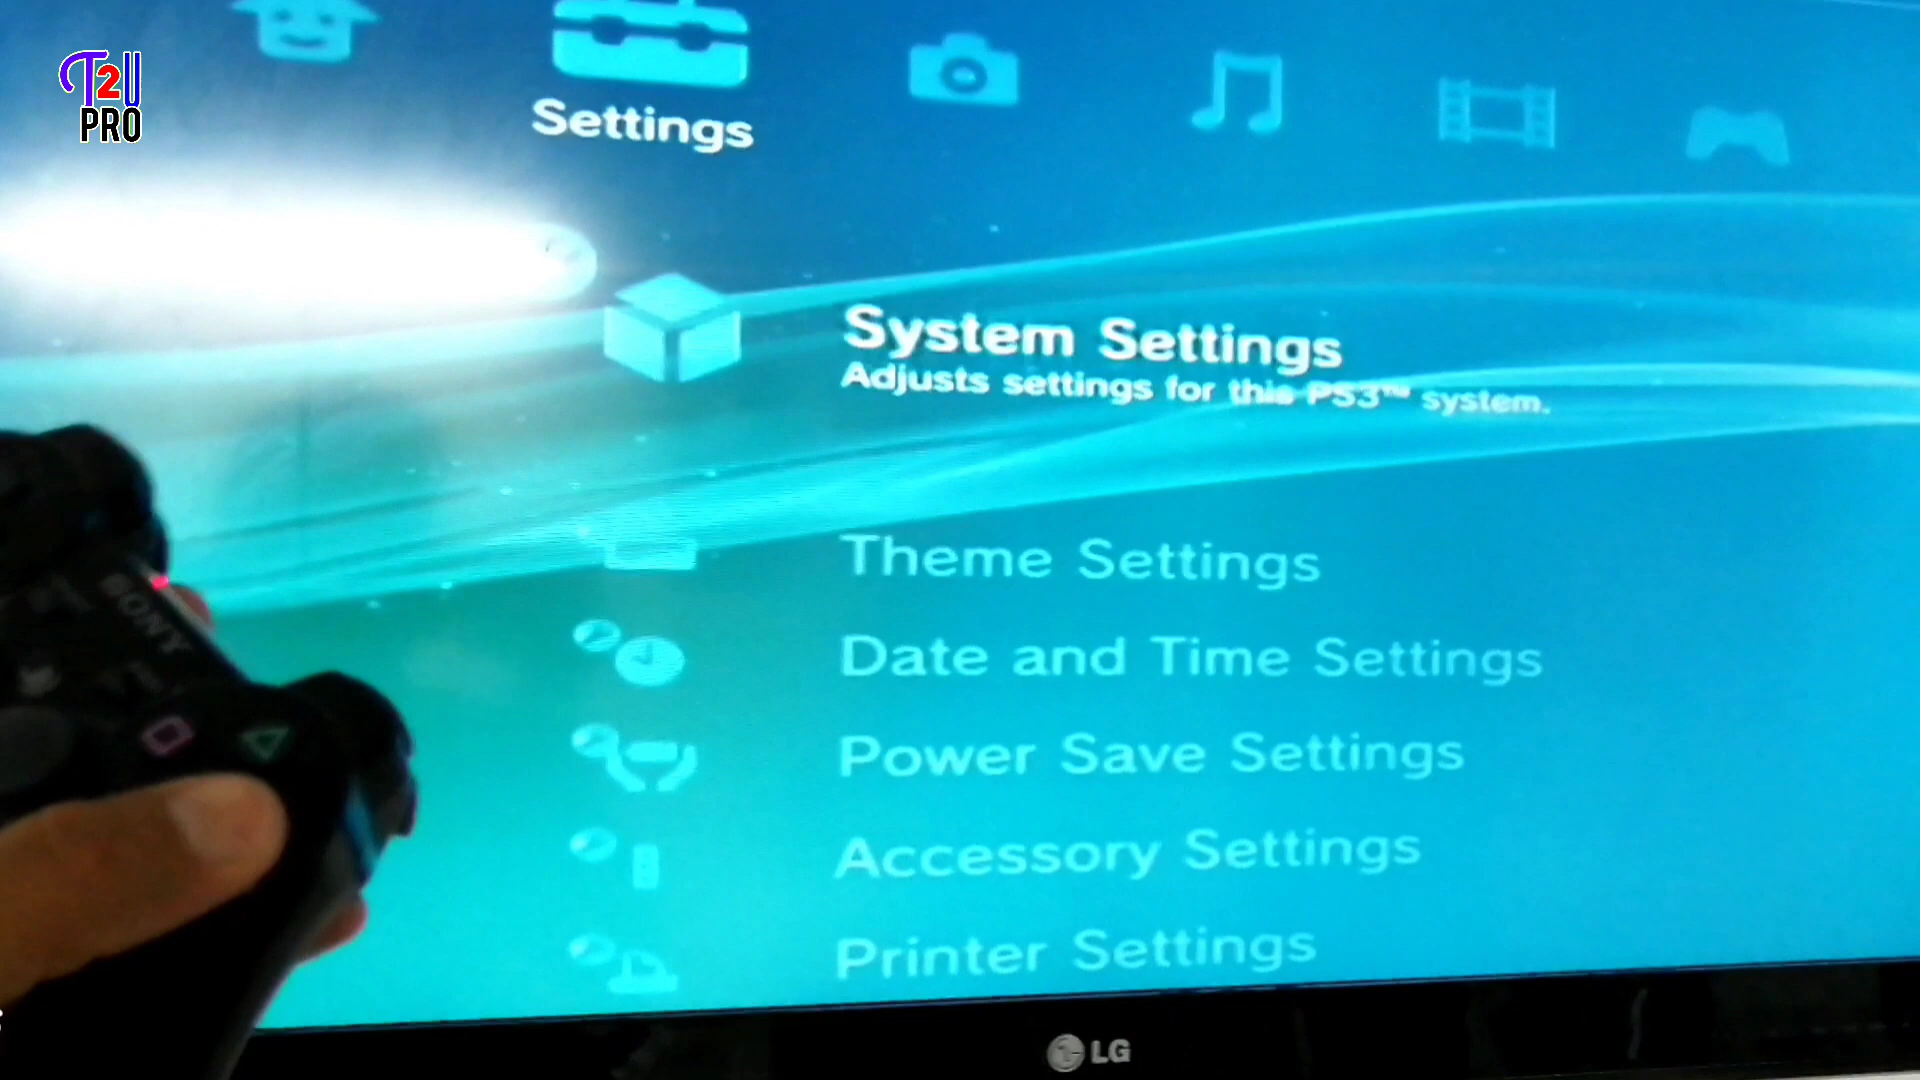 T2U
PRO
Settings
System Settings
Adjusts settings for this PS3™ system.
Theme Settings
SONY
Date and Time Settings
Power Save Settings
Accessory Settings
Printer Settings
LG